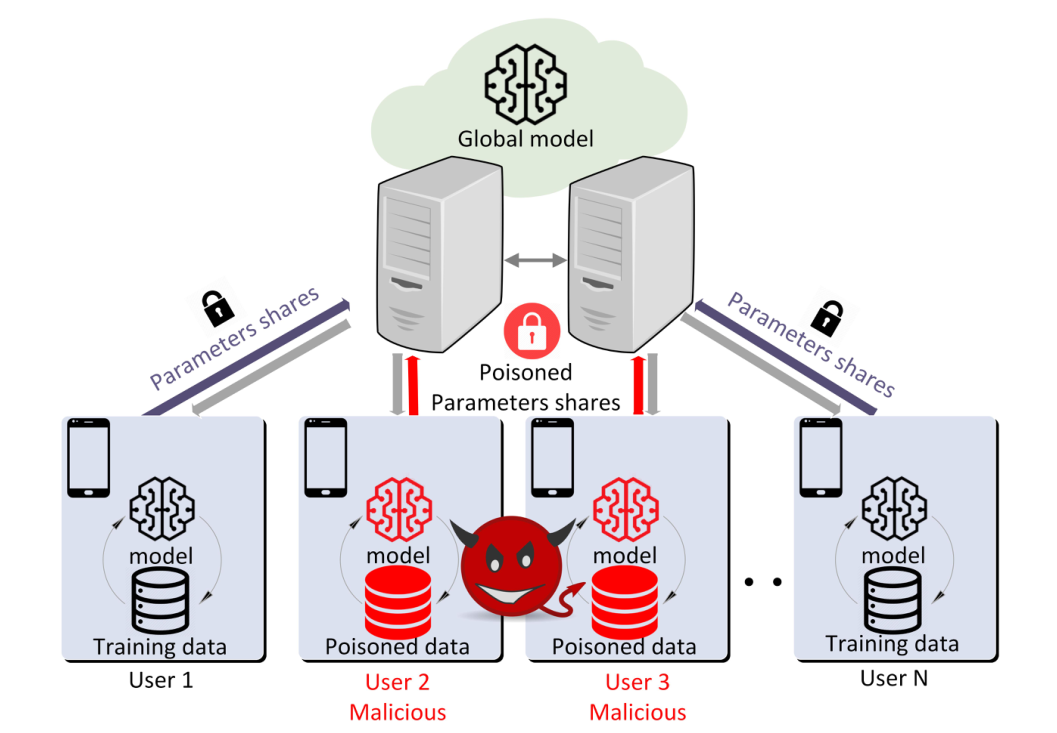 Global model
Parameters shares
Parameters shares
Poisoned
Parameters shares
model
Training data
User 1
model
Poisoned data
User 2
Malicious
model
Poisoned data
User 3
Malicious
model
Training data
User N